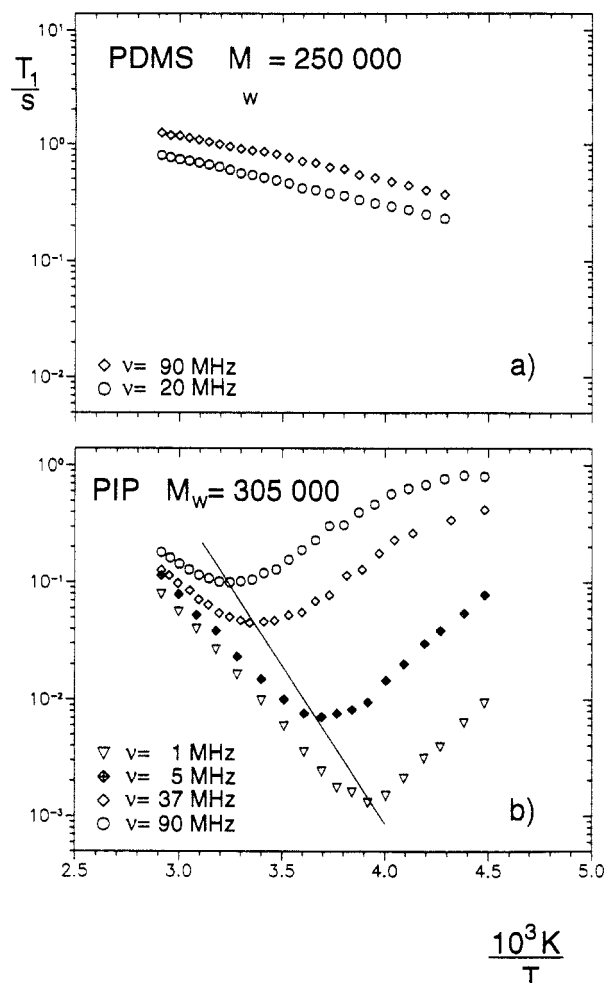 10¹
PDMS M = 250 000
w
T₁
s
10⁰
10⁻¹
10⁻²
◇ ν= 90 MHz
○ ν= 20 MHz
a)
10⁰
PIP M_w = 305 000
10⁻¹
10⁻²
▽ ν= 1 MHz
◆ ν= 5 MHz
◇ ν= 37 MHz
○ ν= 90 MHz
10⁻³
b)
2.5 3.0 3.5 4.0 4.5 5.0
10³K
T